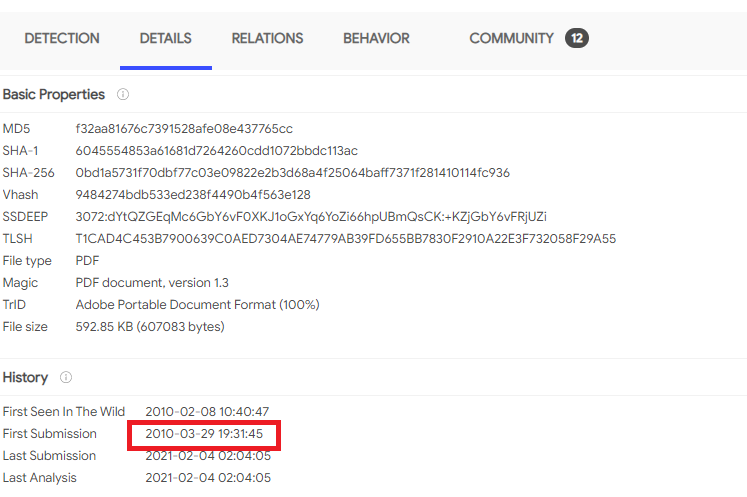 DETECTION DETAILS RELATIONS BEHAVIOR COMMUNITY 12
Basic Properties
MD5 f32aa81676c7391528afe08e437765cc
SHA-1 6045554853a61681d7264260cdd1072bbdc113ac
SHA-256 0bd1a5731f70dbf77c03e09822e2b3d68a4f25064baff7371f281410114fc936
Vhash 9484274bdb533ed238f4490b4f563e128
SSDEEP 3072:dYtQZGEqMc6GbY6vF0XKJ1oGxYq6YoZi66hpUBmQsCK:+KZjGbY6vFRjUZi
TLSH T1CAD4C453B7900639C0AED7304AE74779AB39FD655BB7830F2910A22E3F732058F29A55
File type PDF
Magic PDF document, version 1.3
TrID Adobe Portable Document Format (100%)
File size 592.85 KB (607083 bytes)
History
First Seen In The Wild 2010-02-08 10:40:47
First Submission 2010-03-29 19:31:45
Last Submission 2021-02-04 02:04:05
Last Analysis 2021-02-04 02:04:05